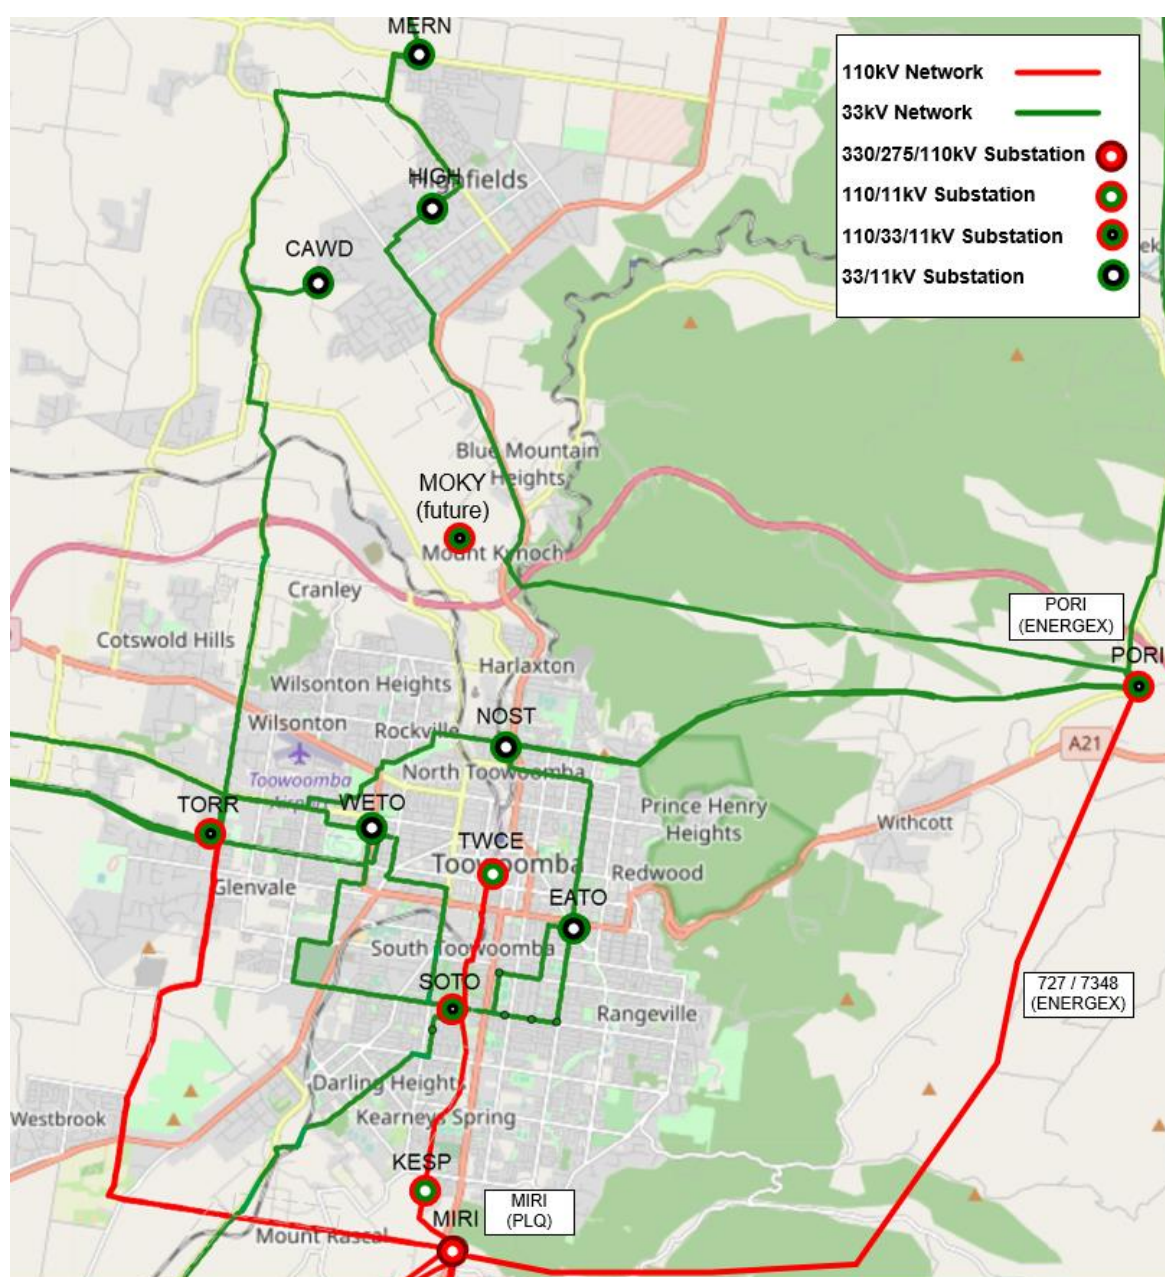 MERN
110kV Network
33kV Network
330/275/110kV Substation
110/11kV Substation
110/33/11kV Substation
33/11kV Substation
HIGH
Highfields
CAWD
Blue Mountain
Heights
MOKY
(future)
Mount Kynoch
Cranley
PORI
(ENERGEX)
Cotswold Hills
PORI
Harlaxton
Wilsonton Heights
NOST
Wilsonton
Rockville
A21
Toowoomba
North Toowoomba
Airport
TORR
WETO
Prince Henry
Heights
Withcott
TWCE
Toowoomba
Redwood
Glenvale
EATO
South Toowoomba
SOTO
727 / 7348
(ENERGEX)
Rangeville
Darling Heights
Westbrook
Kearneys Spring
KESP
MIRI
(PLQ)
MIRI
Mount Rascal